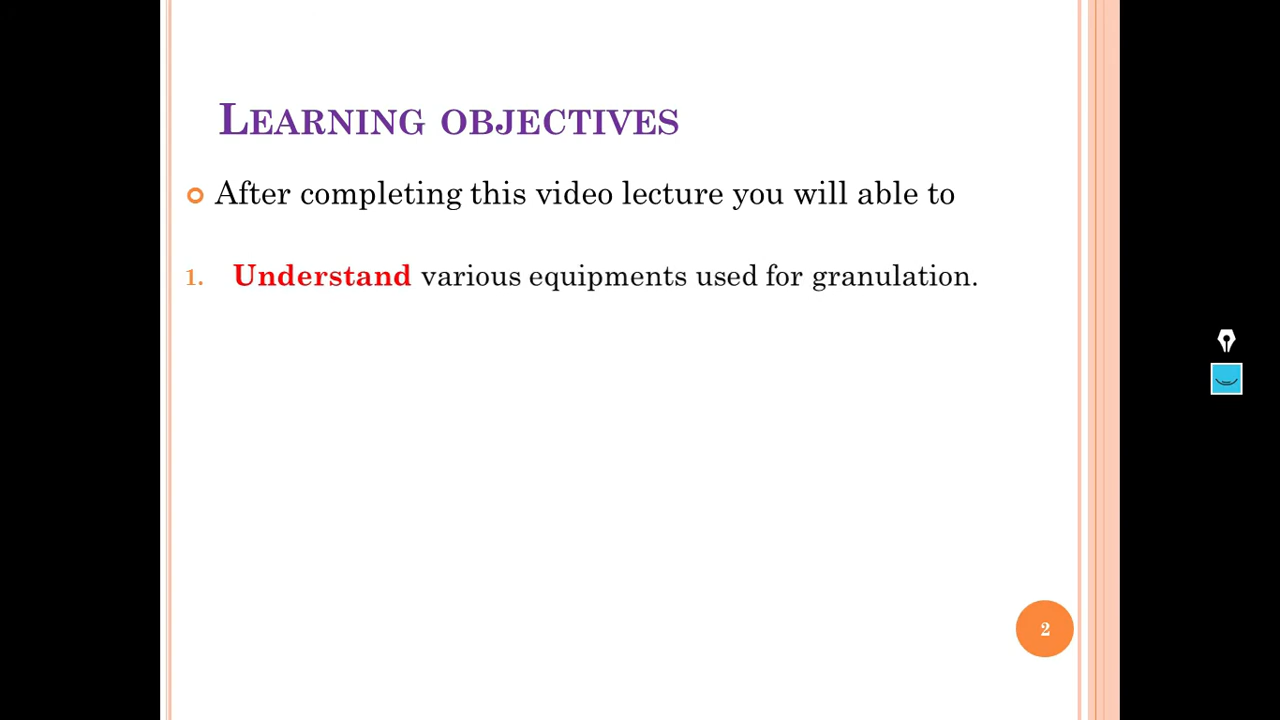 LEARNING OBJECTIVES
After completing this video lecture you will able to
1. Understand various equipments used for granulation.
2